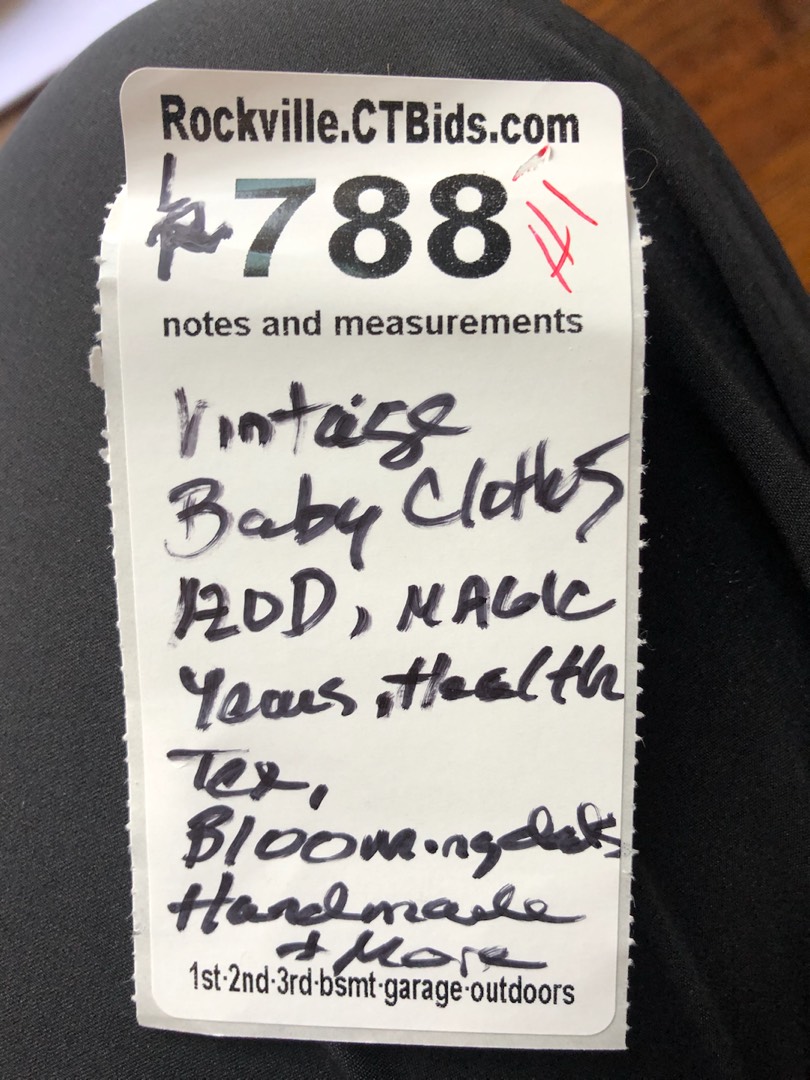 Rockville.CTBids.com
788 #1
notes and measurements
Vintage
Baby Clothes
IZOD, MAGIC
Years, Health
Tex,
Bloomingdales
Handmade
+ More
1st·2nd·3rd·bsmt·garage·outdoors